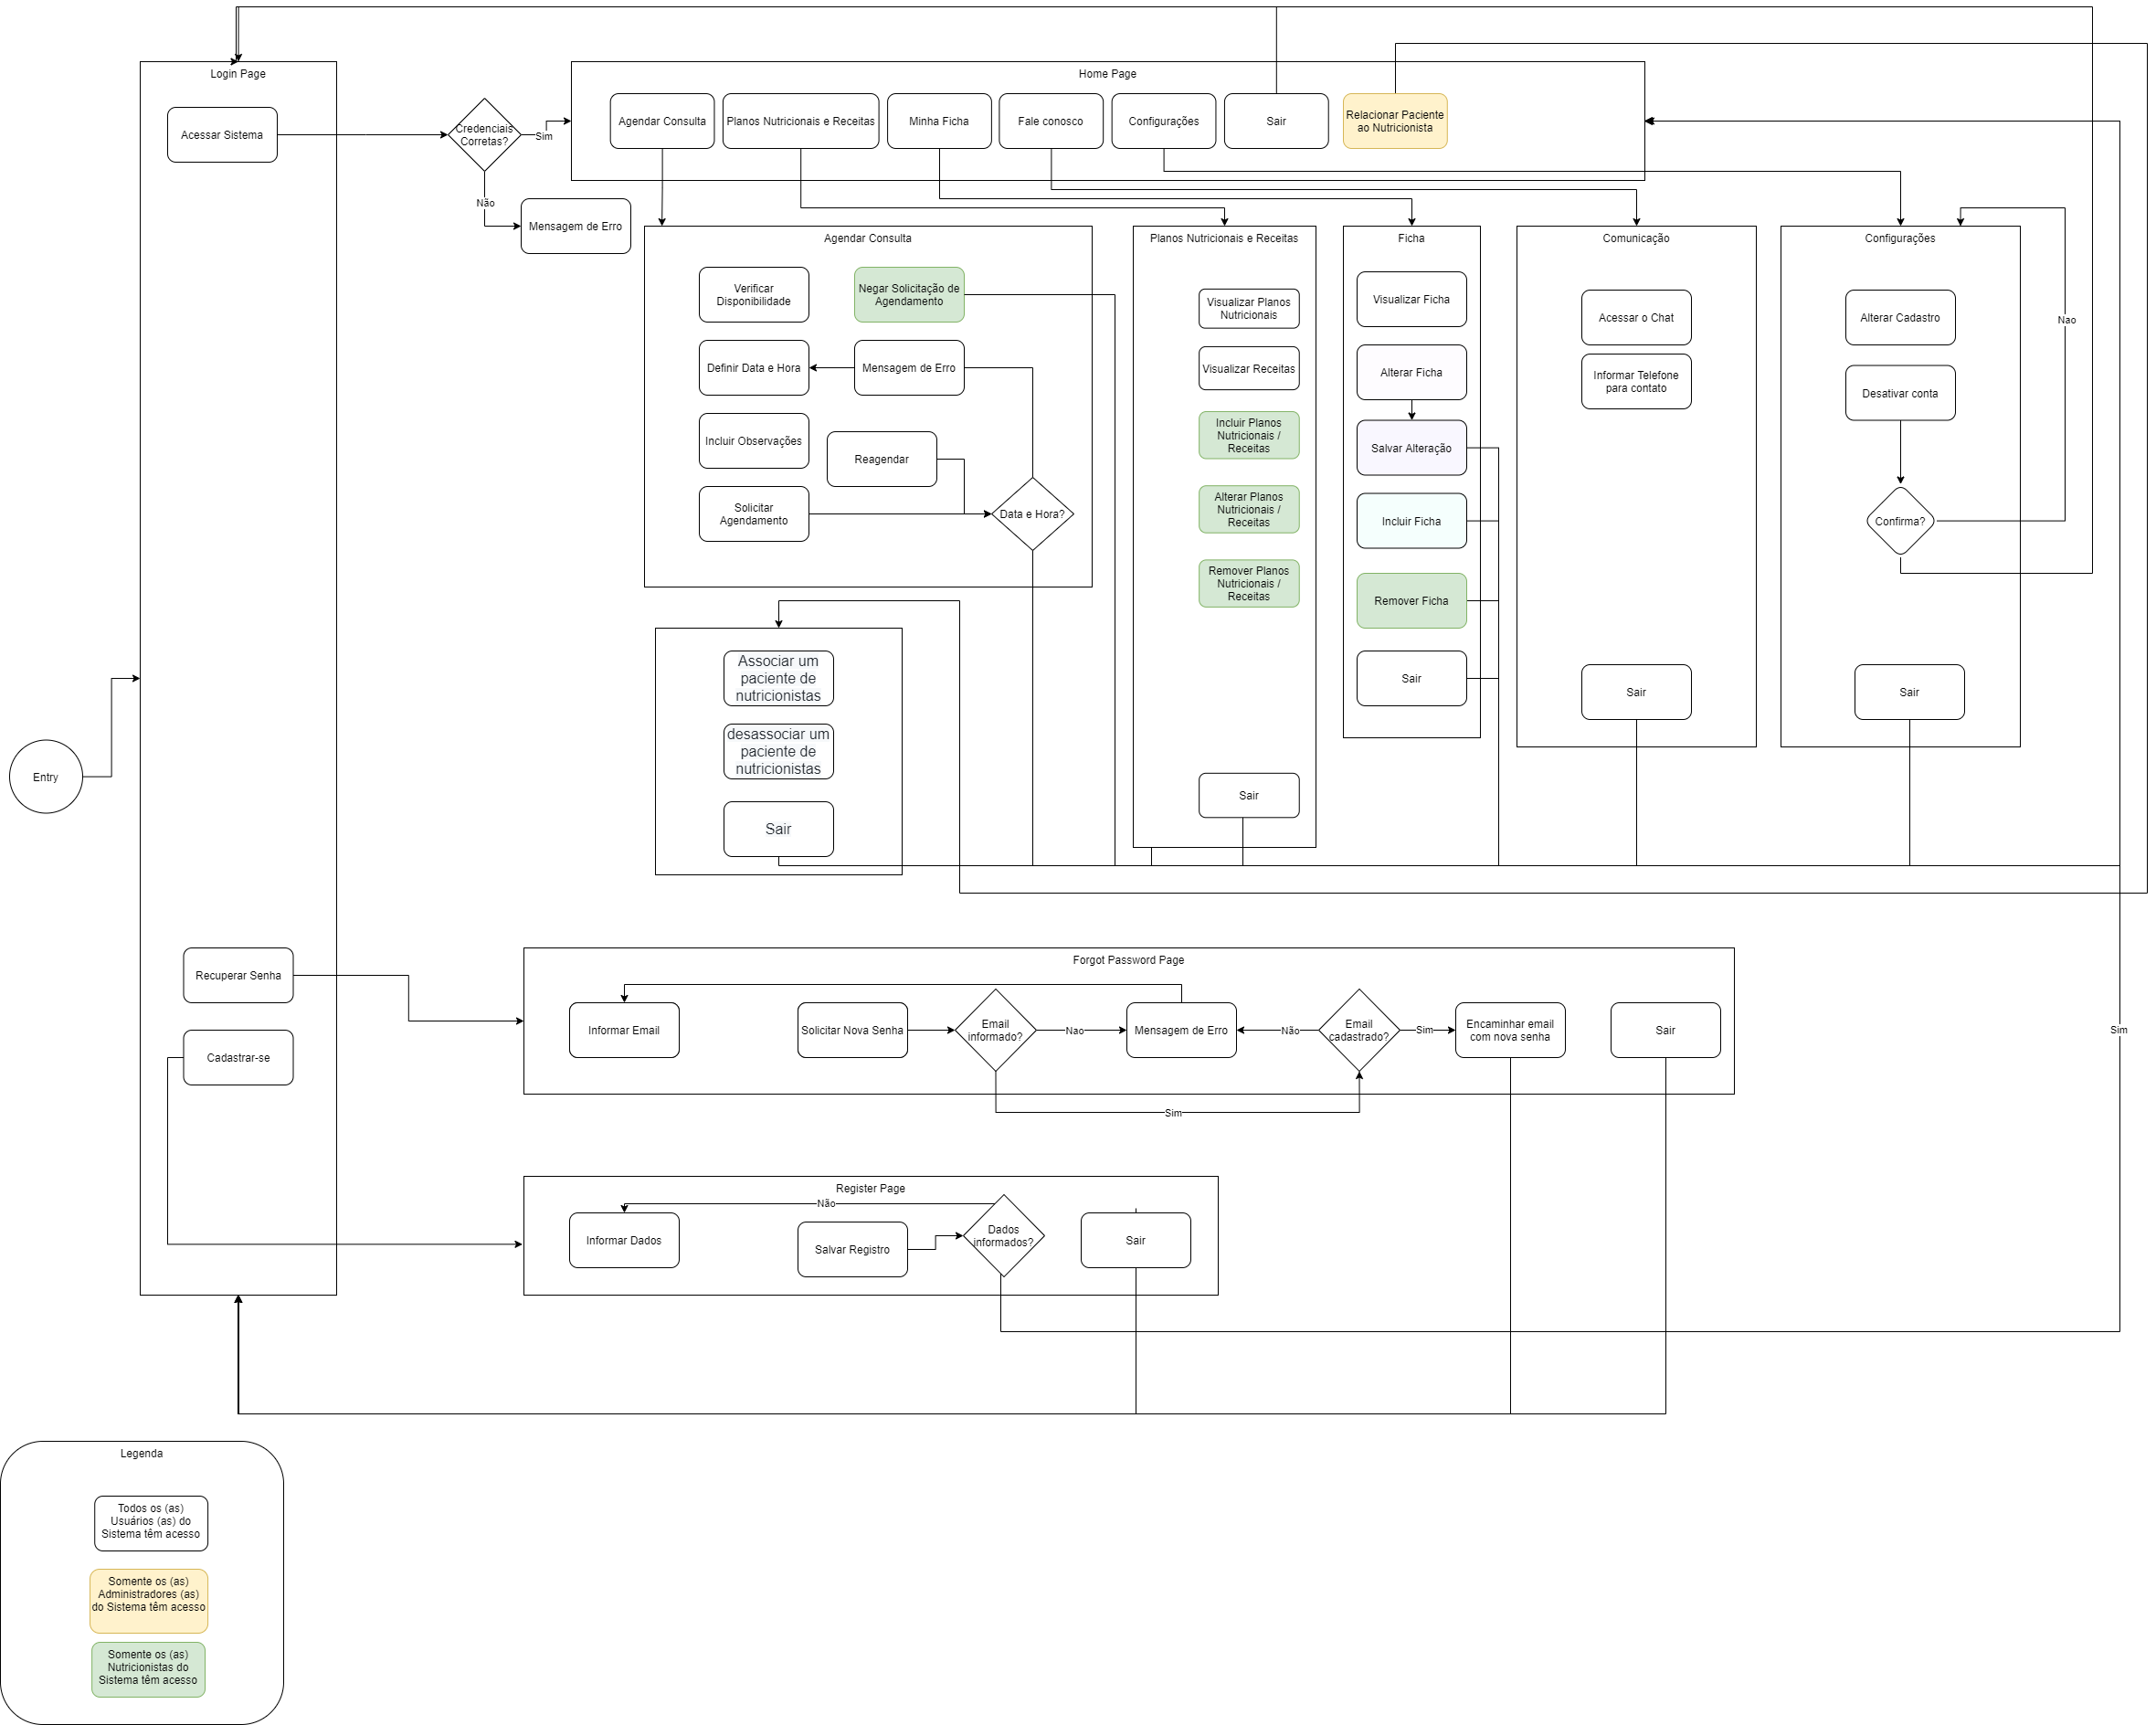 Login Page
Acessar Sistema
Credenciais
Corretas?
Sim
Não
Mensagem de Erro
Home Page
Agendar Consulta
Planos Nutricionais e Receitas
Minha Ficha
Fale conosco
Configurações
Sair
Relacionar Paciente
ao Nutricionista
Agendar Consulta
Verificar
Disponibilidade
Negar Solicitação de
Agendamento
Definir Data e Hora
Mensagem de Erro
Incluir Observações
Reagendar
Solicitar
Agendamento
Data e Hora?
Planos Nutricionais e Receitas
Visualizar Planos
Nutricionais
Visualizar Receitas
Incluir Planos
Nutricionais /
Receitas
Alterar Planos
Nutricionais /
Receitas
Remover Planos
Nutricionais /
Receitas
Sair
Ficha
Visualizar Ficha
Alterar Ficha
Salvar Alteração
Incluir Ficha
Remover Ficha
Sair
Comunicação
Acessar o Chat
Informar Telefone
para contato
Sair
Configurações
Alterar Cadastro
Desativar conta
Confirma?
Nao
Sair
Associar um
paciente de
nutricionistas
desassociar um
paciente de
nutricionistas
Sair
Entry
Recuperar Senha
Cadastrar-se
Forgot Password Page
Informar Email
Solicitar Nova Senha
Email
informado?
Nao
Mensagem de Erro
Não
Email
cadastrado?
Sim
Encaminhar email
com nova senha
Sair
Sim
Sim
Register Page
Não
Informar Dados
Salvar Registro
Dados
informados?
Sair
Legenda
Todos os (as)
Usuários (as) do
Sistema têm acesso
Somente os (as)
Administradores (as)
do Sistema têm acesso
Somente os (as)
Nutricionistas do
Sistema têm acesso